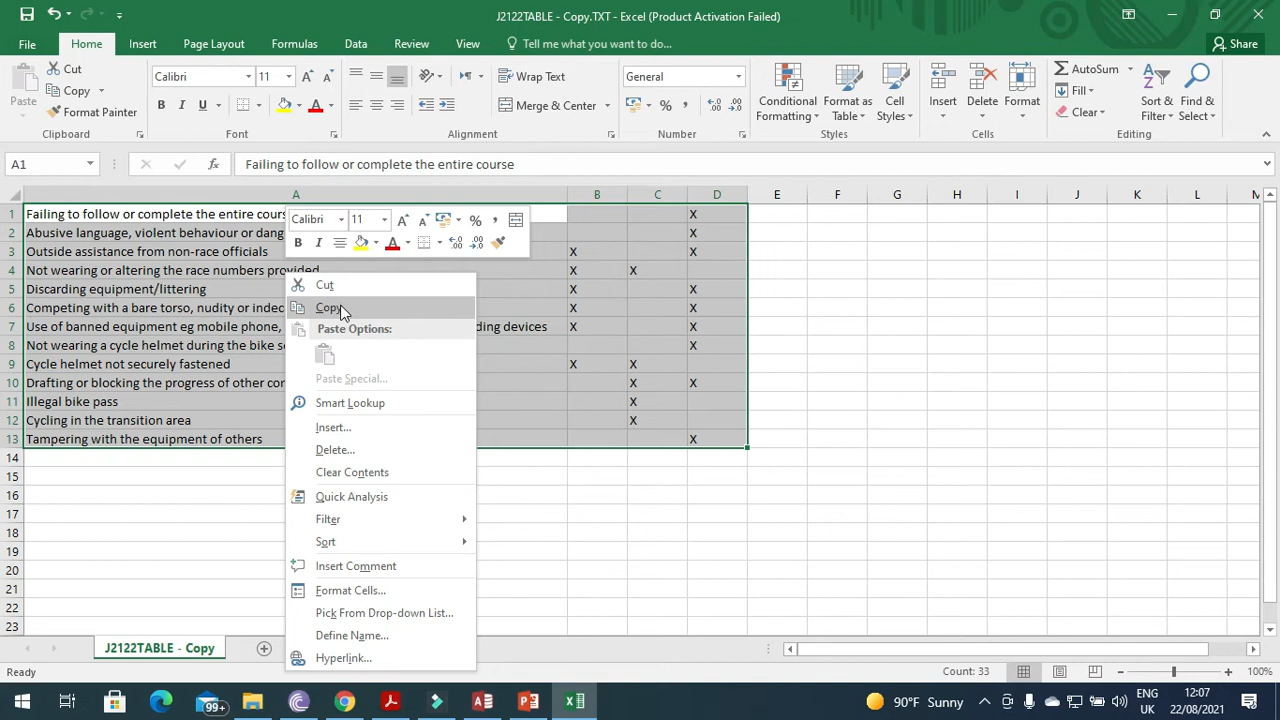 J2122TABLE - Copy.TXT - Excel (Product Activation Failed)
File Home Insert Page Layout Formulas Data Review View Tell me what you want to do... Share
Paste
Cut
Copy
Format Painter
Calibri 11
B I U A
Wrap Text
Merge & Center
General
%
Conditional Formatting
Format as Table
Cell Styles
Insert
Delete
Format
AutoSum
Fill
Clear
Sort & Filter
Find & Select
Clipboard Font Alignment Number Styles Cells Editing
A1 fx Failing to follow or complete the entire course
A B C D E F G H I J K L M
1 Failing to follow or complete the entire cours X
2 Abusive language, violent behaviour or dang X
3 Outside assistance from non-race officials X X
4 Not wearing or altering the race numbers provided X X
5 Discarding equipment/littering X X
6 Competing with a bare torso, nudity or indec X X
7 Use of banned equipment eg mobile phone, ding devices X X
8 Not wearing a cycle helmet during the bike s X
9 Cycle helmet not securely fastened X X
10 Drafting or blocking the progress of other con X X
11 Illegal bike pass X
12 Cycling in the transition area X
13 Tampering with the equipment of others X
14
15
16
17
18
19
20
21
22
23
Calibri 11 A A %
B I A
Cut
Copy
Paste Options:
Paste Special...
Smart Lookup
Insert...
Delete...
Clear Contents
Quick Analysis
Filter
Sort
Insert Comment
Format Cells...
Pick From Drop-down List...
Define Name...
Hyperlink...
J2122TABLE - Copy
Ready Count: 33 100%
99+ 90°F Sunny ENG UK 12:07 22/08/2021